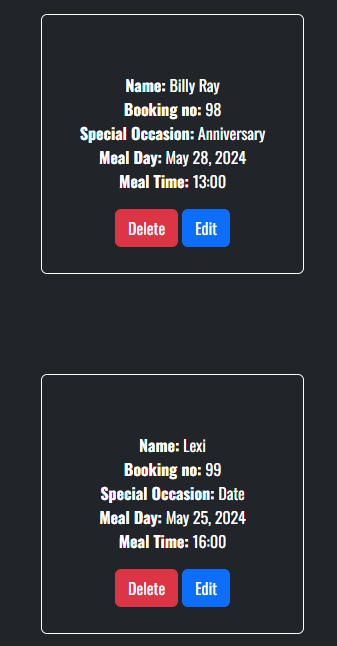 Name: Billy Ray
Booking no: 98
Special Occasion: Anniversary
Meal Day: May 28, 2024
Meal Time: 13:00
Delete Edit
Name: Lexi
Booking no: 99
Special Occasion: Date
Meal Day: May 25, 2024
Meal Time: 16:00
Delete Edit